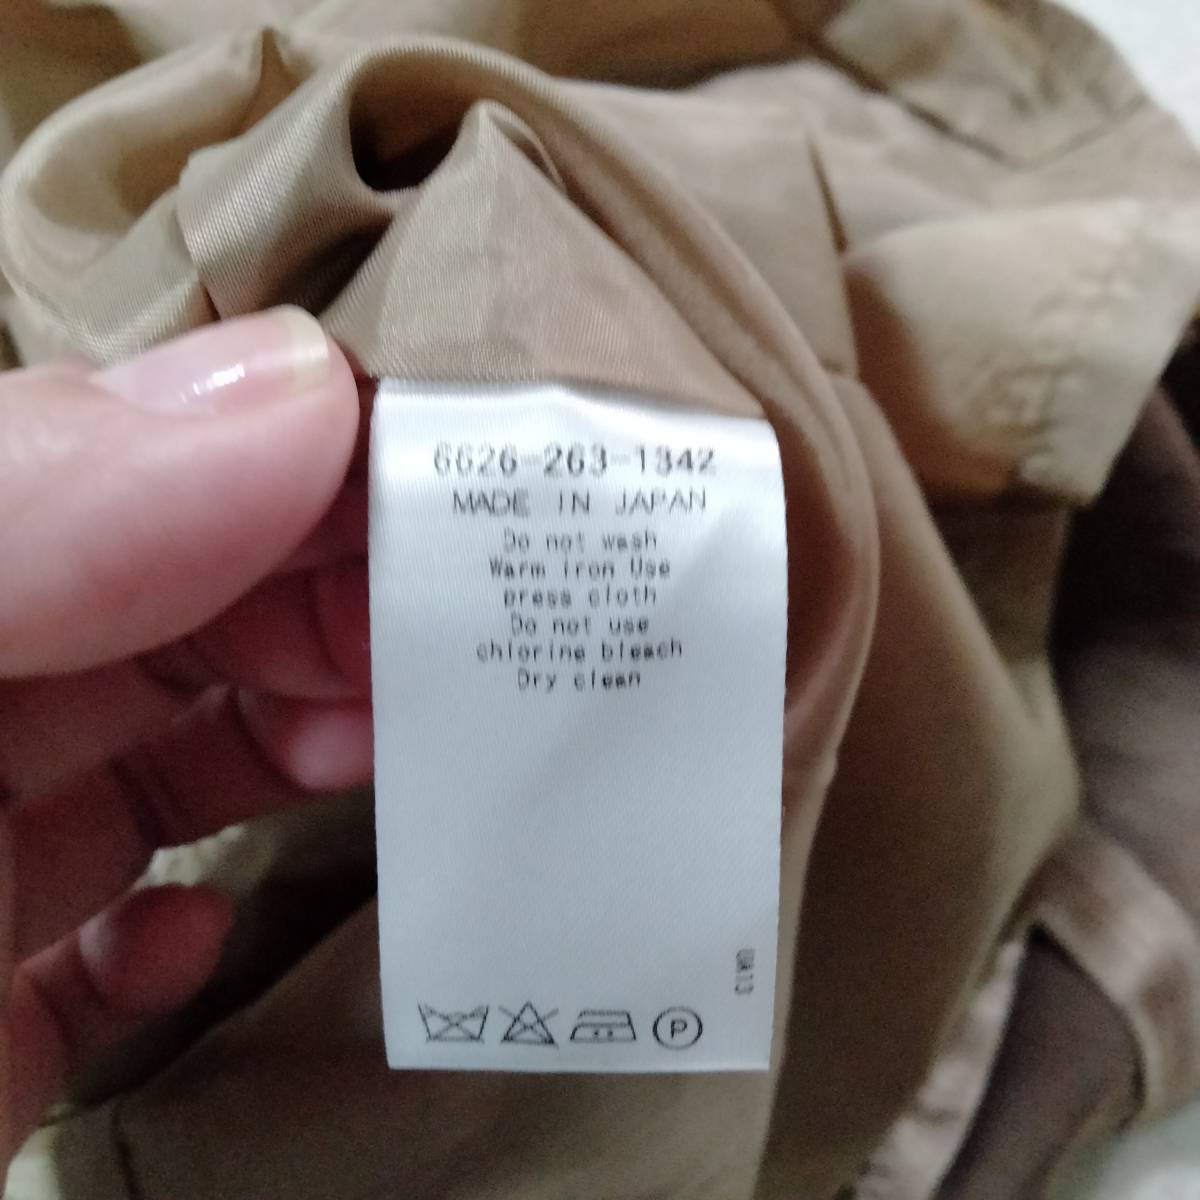 6626-263-1342
MADE IN JAPAN
Do not wash
Warm iron Use
press cloth
Do not use
chlorine bleach
Dry clean
UA13
P